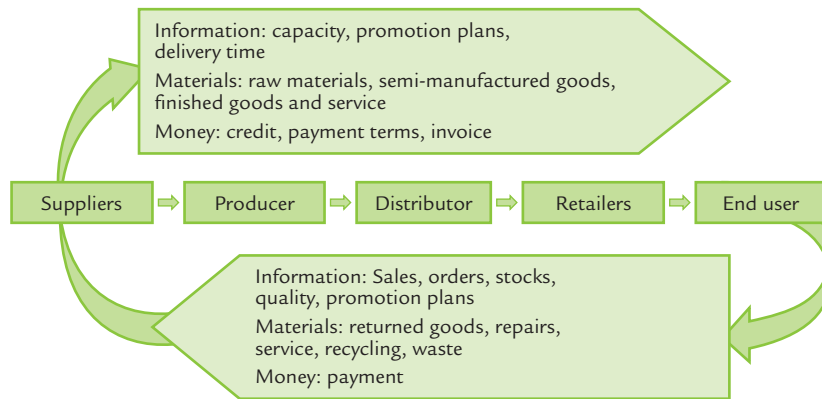 Information: capacity, promotion plans,
delivery time
Materials: raw materials, semi-manufactured goods,
finished goods and service
Money: credit, payment terms, invoice
Suppliers
Producer
Distributor
Retailers
End user
Information: Sales, orders, stocks,
quality, promotion plans
Materials: returned goods, repairs,
service, recycling, waste
Money: payment